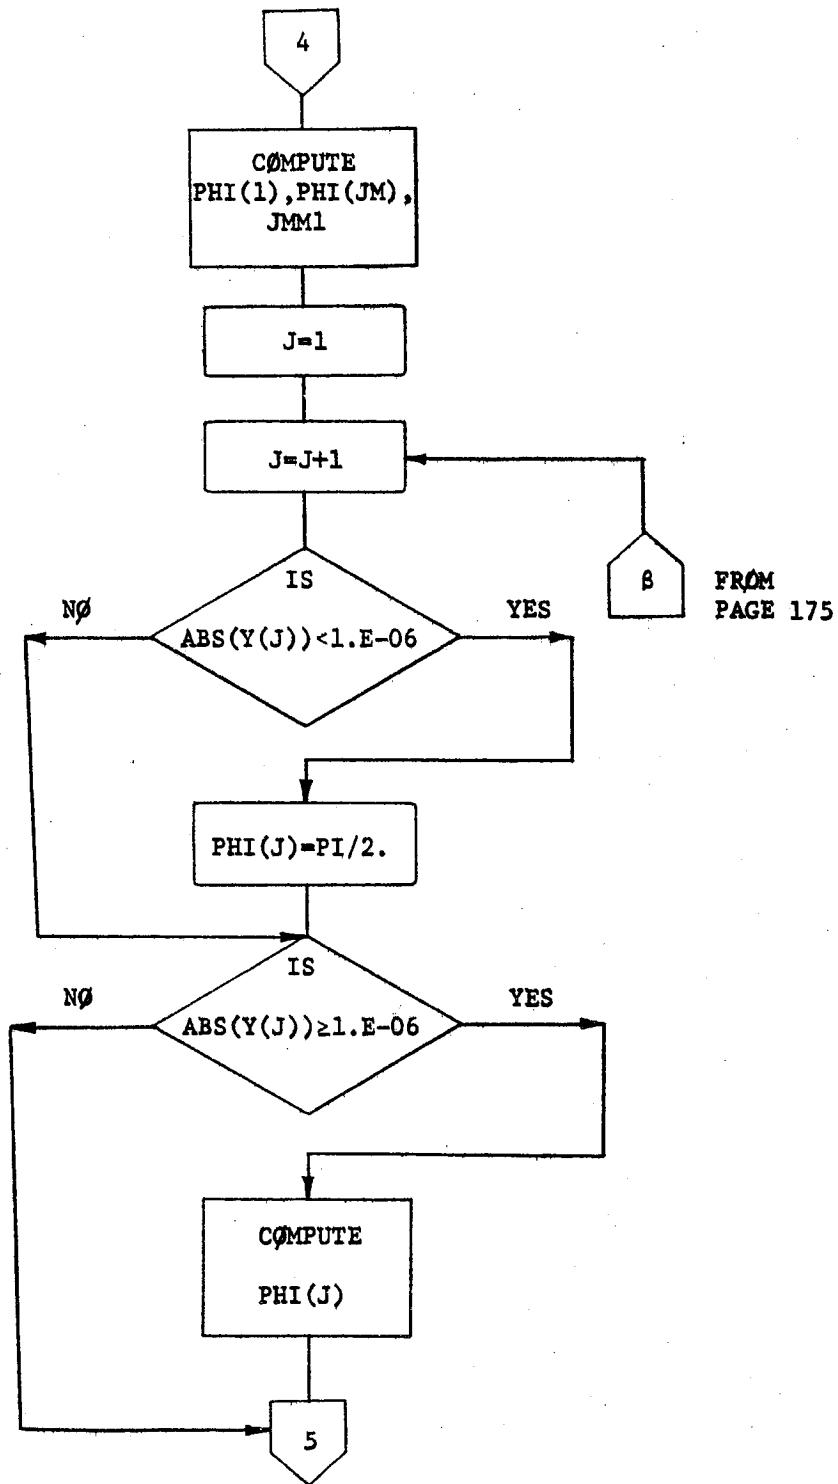 4
CØMPUTE
PHI(1),PHI(JM),
JMM1
J=1
J=J+1
β
FRØM
PAGE 175
IS
ABS(Y(J))<1.E-06
NØ
YES
PHI(J)=PI/2.
IS
ABS(Y(J))≥1.E-06
NØ
YES
CØMPUTE
PHI(J)
5